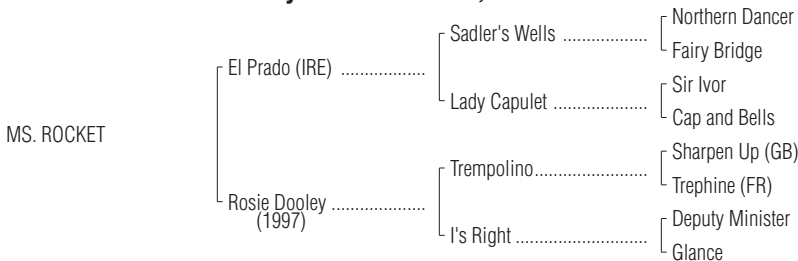 Northern Dancer
Sadler's Wells ..................
Fairy Bridge
El Prado (IRE) ..................
Sir Ivor
Lady Capulet ....................
Cap and Bells
MS. ROCKET
Sharpen Up (GB)
Trempolino........................
Trephine (FR)
Rosie Dooley ....................
(1997)
Deputy Minister
I's Right ............................
Glance